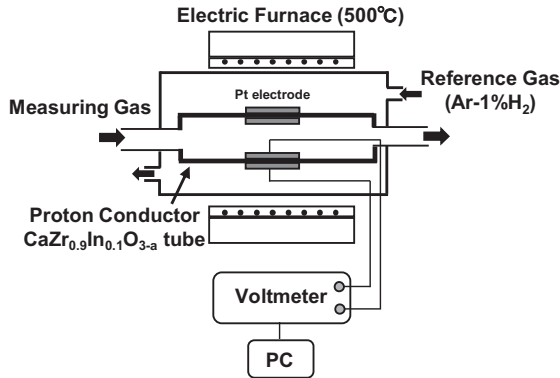 Electric Furnace (500℃)
Pt electrode
Reference Gas
(Ar-1%H₂)
Measuring Gas
Proton Conductor
CaZr₀.₉In₀.₁O₃₋ₐ tube
Voltmeter
PC